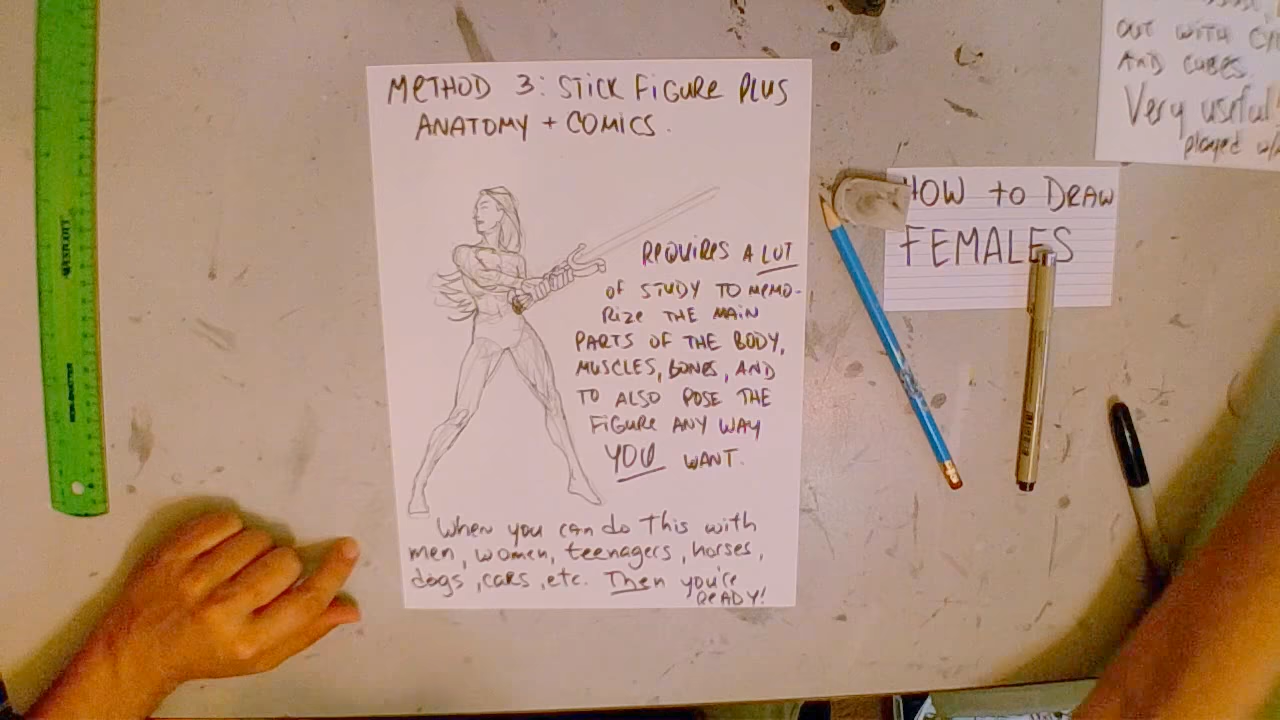 METHOD 3: STICK FIGURE PLUS
ANATOMY + COMICS.
REQUIRES A LOT
OF STUDY TO MEMO-
RIZE THE MAIN
PARTS OF THE BODY,
MUSCLES, BONES, AND
TO ALSO POSE THE
FIGURE ANY WAY
YOU WANT.
When you can do This with
men, women, teenagers, horses,
dogs, cars, etc. Then you're
READY!
HOW to DRAW
FEMALES
OUT WITH
AND CUBES.
Very useful
played
WESTCOTT